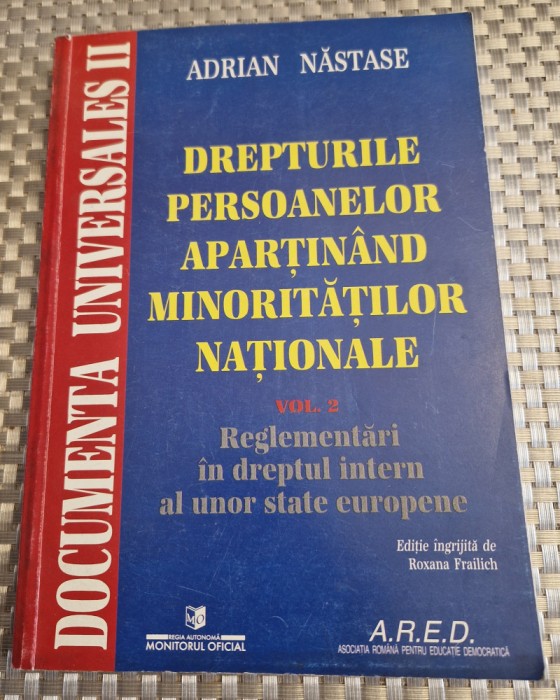 DOCUMENTA UNIVERSALES II
ADRIAN NĂSTASE
DREPTURILE
PERSOANELOR
APARȚINÂND
MINORITĂȚILOR
NAȚIONALE
VOL. 2
Reglementări
în dreptul intern
al unor state europene
Ediție îngrijită de
Roxana Frailich
MO
REGIA AUTONOMĂ
MONITORUL OFICIAL
A.R.E.D.
ASOCIAȚIA ROMÂNĂ PENTRU EDUCAȚIE DEMOCRATICĂ